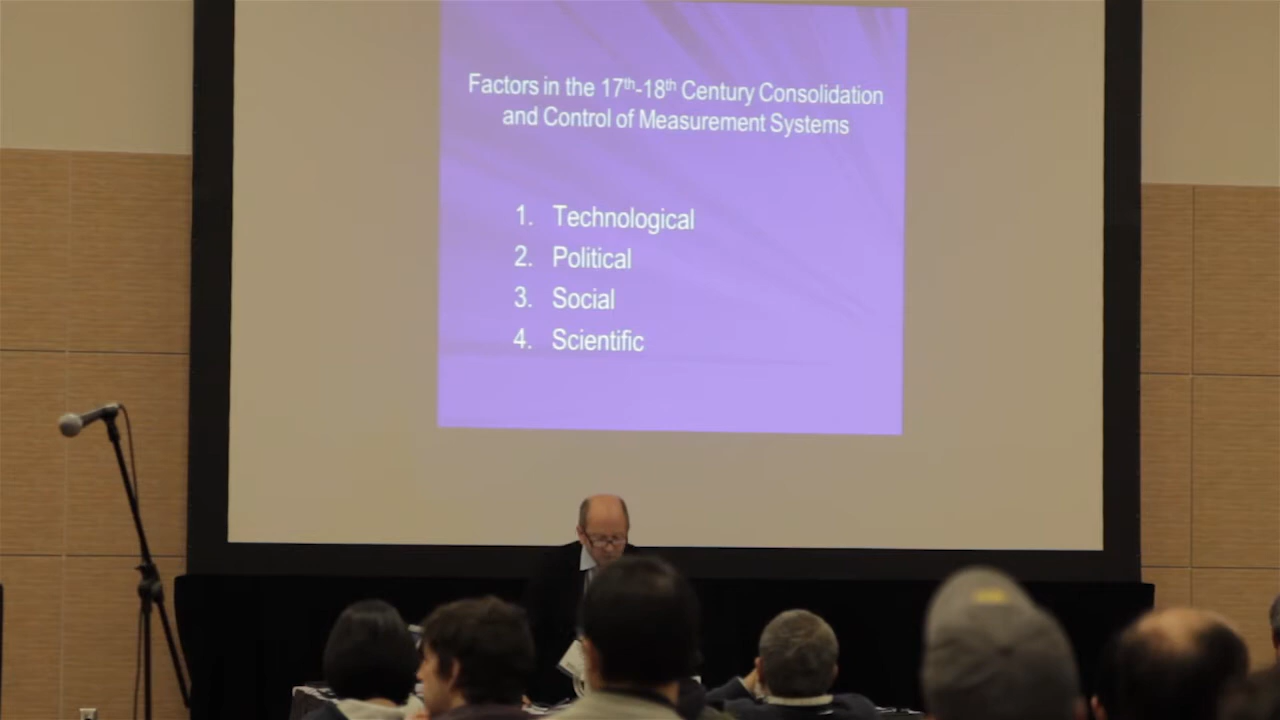 Factors in the 17th-18th Century Consolidation
and Control of Measurement Systems
1. Technological
2. Political
3. Social
4. Scientific